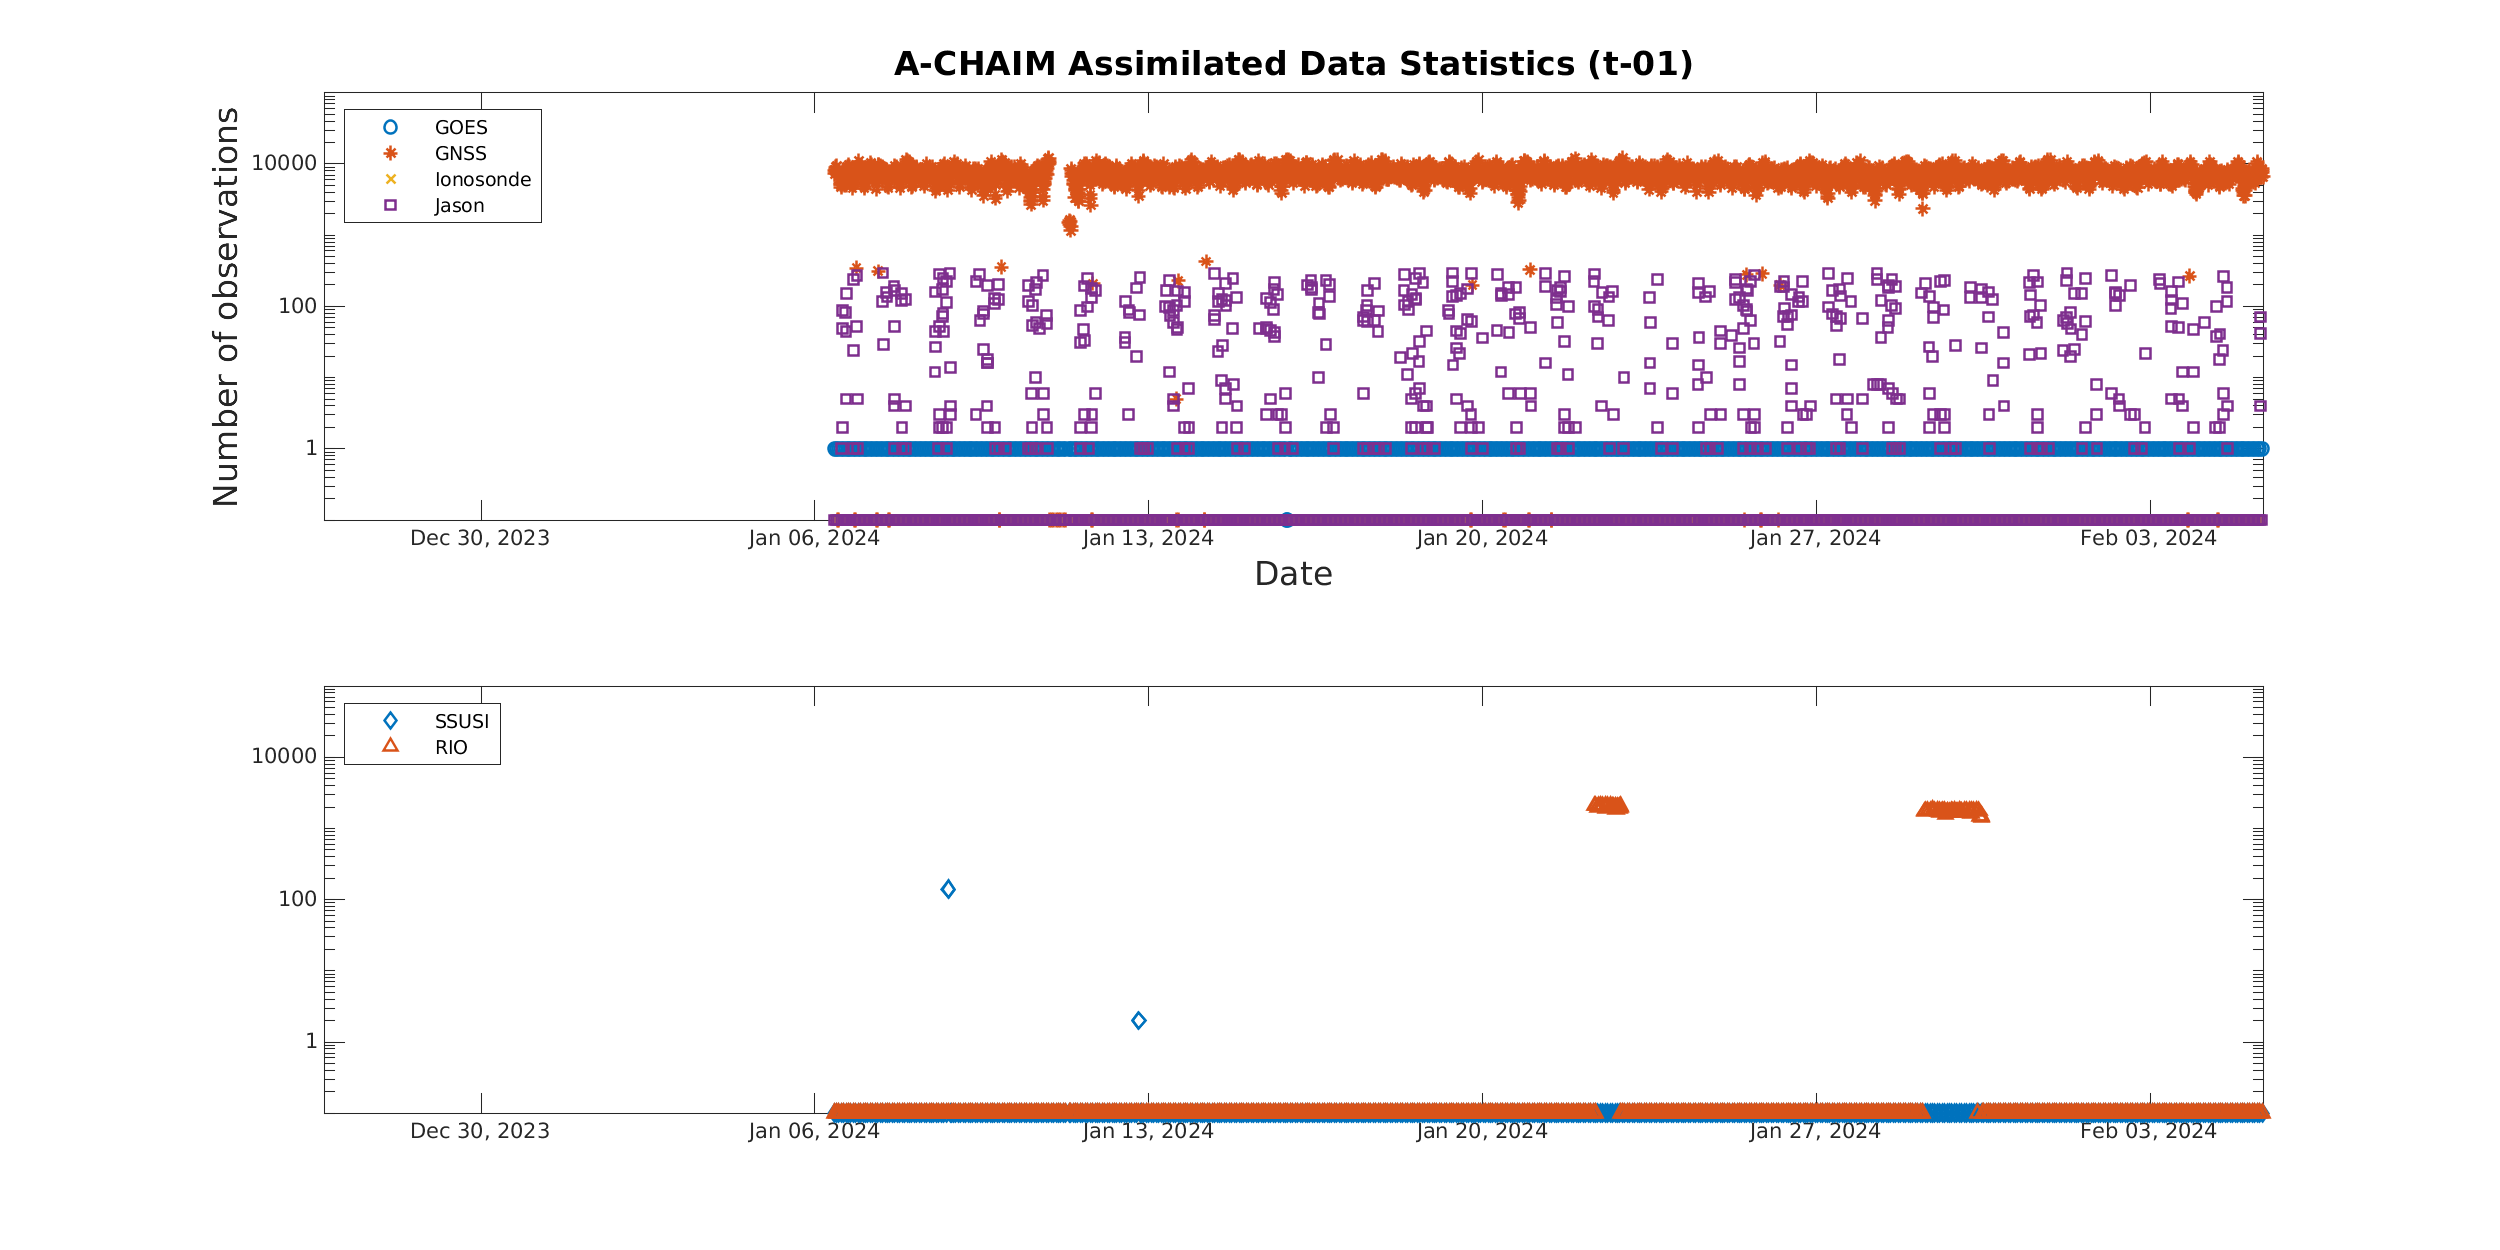 A-CHAIM Assimilated Data Statistics (t-01)
Number of observations
10000
100
1
GOES
GNSS
Ionosonde
Jason
Dec 30, 2023
Jan 06, 2024
Jan 13, 2024
Jan 20, 2024
Jan 27, 2024
Feb 03, 2024
Date
10000
100
1
SSUSI
RIO
Dec 30, 2023
Jan 06, 2024
Jan 13, 2024
Jan 20, 2024
Jan 27, 2024
Feb 03, 2024